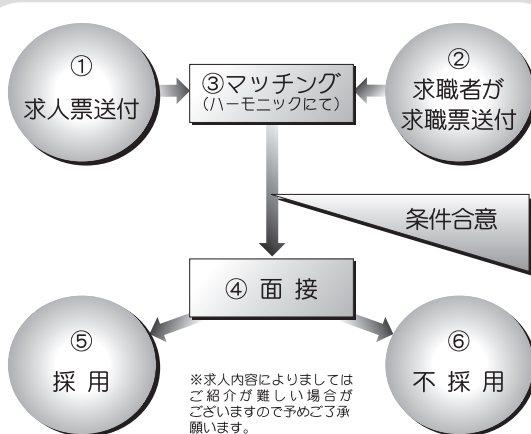 ①
求人票送付
③マッチング
（ハーモニックにて）
②
求職者が
求職票送付
条件合意
④ 面 接
⑤
採 用
⑥
不 採 用
※求人内容によりましては
ご紹介が難しい場合が
ございますので予めご了承
願います。